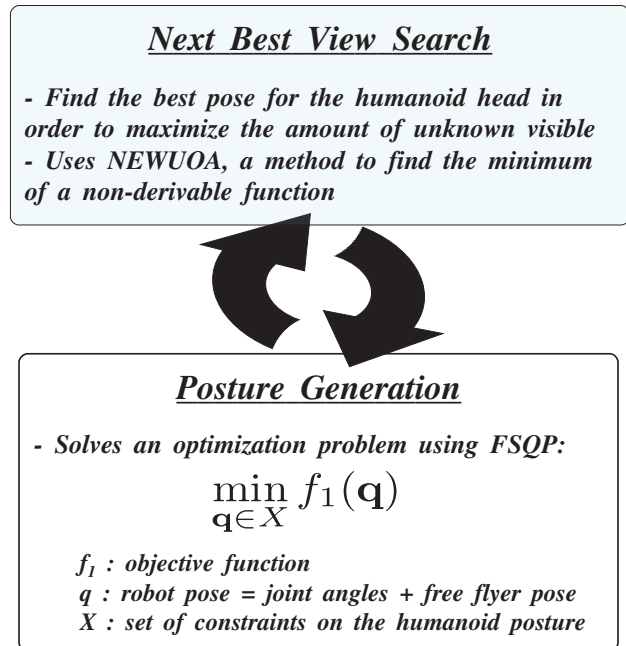 Next Best View Search
- Find the best pose for the humanoid head in
order to maximize the amount of unknown visible
- Uses NEWUOA, a method to find the minimum
of a non-derivable function
Posture Generation
- Solves an optimization problem using FSQP:
min f₁(q)
q∈X
f₁ : objective function
q : robot pose = joint angles + free flyer pose
X : set of constraints on the humanoid posture